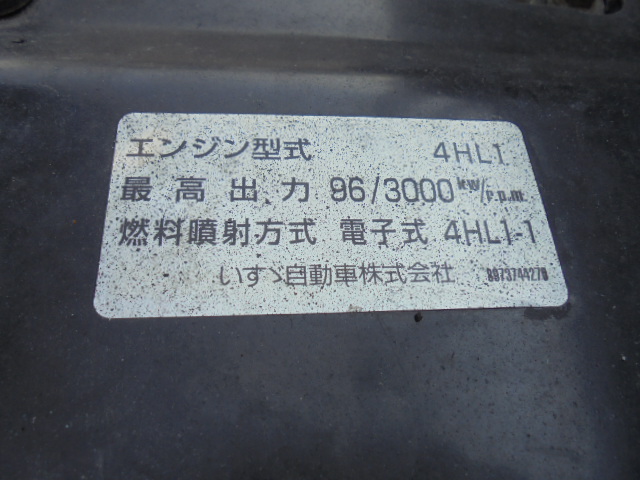 エンジン型式 4HL1
最高出力 96/3000 kW/r.p.m
燃料噴射方式 電子式 4HL1-1
いすゞ自動車株式会社 8973744270